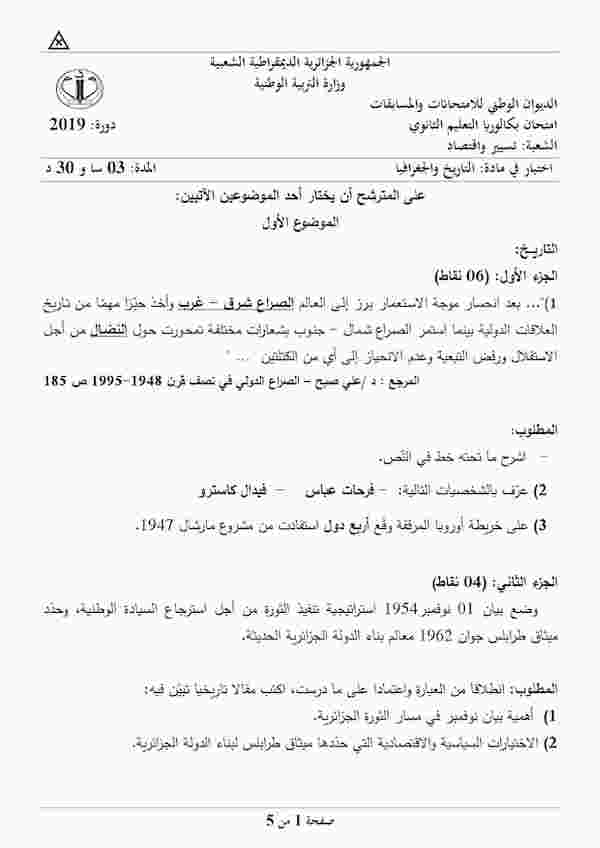 الجمهورية الجزائرية الديمقراطية الشعبية
وزارة التربية الوطنية
الديوان الوطني للامتحانات والمسابقات
امتحان بكالوريا التعليم الثانوي
دورة: 2019
الشعبة: تسيير واقتصاد
اختبار في مادة: التاريخ والجغرافيا
المدة: 03 سا و 30 د
على المترشح أن يختار أحد الموضوعين الآتيين:
الموضوع الأول
التاريخ:
الجزء الأول: (06 نقاط)
1)"... بعد انحسار موجة الاستعمار برز إلى العالم الصراع شرق – غرب وأخذ حيّزا مهمّا من تاريخ
العلاقات الدولية بينما استمر الصراع شمال – جنوب بشعارات مختلفة تمحورت حول النضال من أجل
الاستقلال ورفض التبعية وعدم الانحياز إلى أي من الكتلتين ... "
المرجع : د /علي صبح – الصراع الدولي في نصف قرن 1948–1995 ص 185
المطلوب:
– اشرح ما تحته خط في النّص.
2) عرّف بالشخصيات التالية: – فرحات عباس – فيدال كاسترو
3) على خريطة أوروبا المرفقة وقّع أربع دول استفادت من مشروع مارشال 1947.
الجزء الثّاني: (04 نقاط)
وضع بيان 01 نوفمبر 1954 استراتيجية تنفيذ الثّورة من أجل استرجاع السيادة الوطنية، وحدّد
ميثاق طرابلس جوان 1962 معالم بناء الدولة الجزائرية الحديثة.
المطلوب: انطلاقا من العبارة واعتمادا على ما درست، اكتب مقالا تاريخيا تبيّن فيه:
1) أهمية بيان نوفمبر في مسار الثّورة الجزائرية.
2) الاختيارات السياسية والاقتصادية التي حدّدها ميثاق طرابلس لبناء الدولة الجزائرية.
صفحة 1 من 5